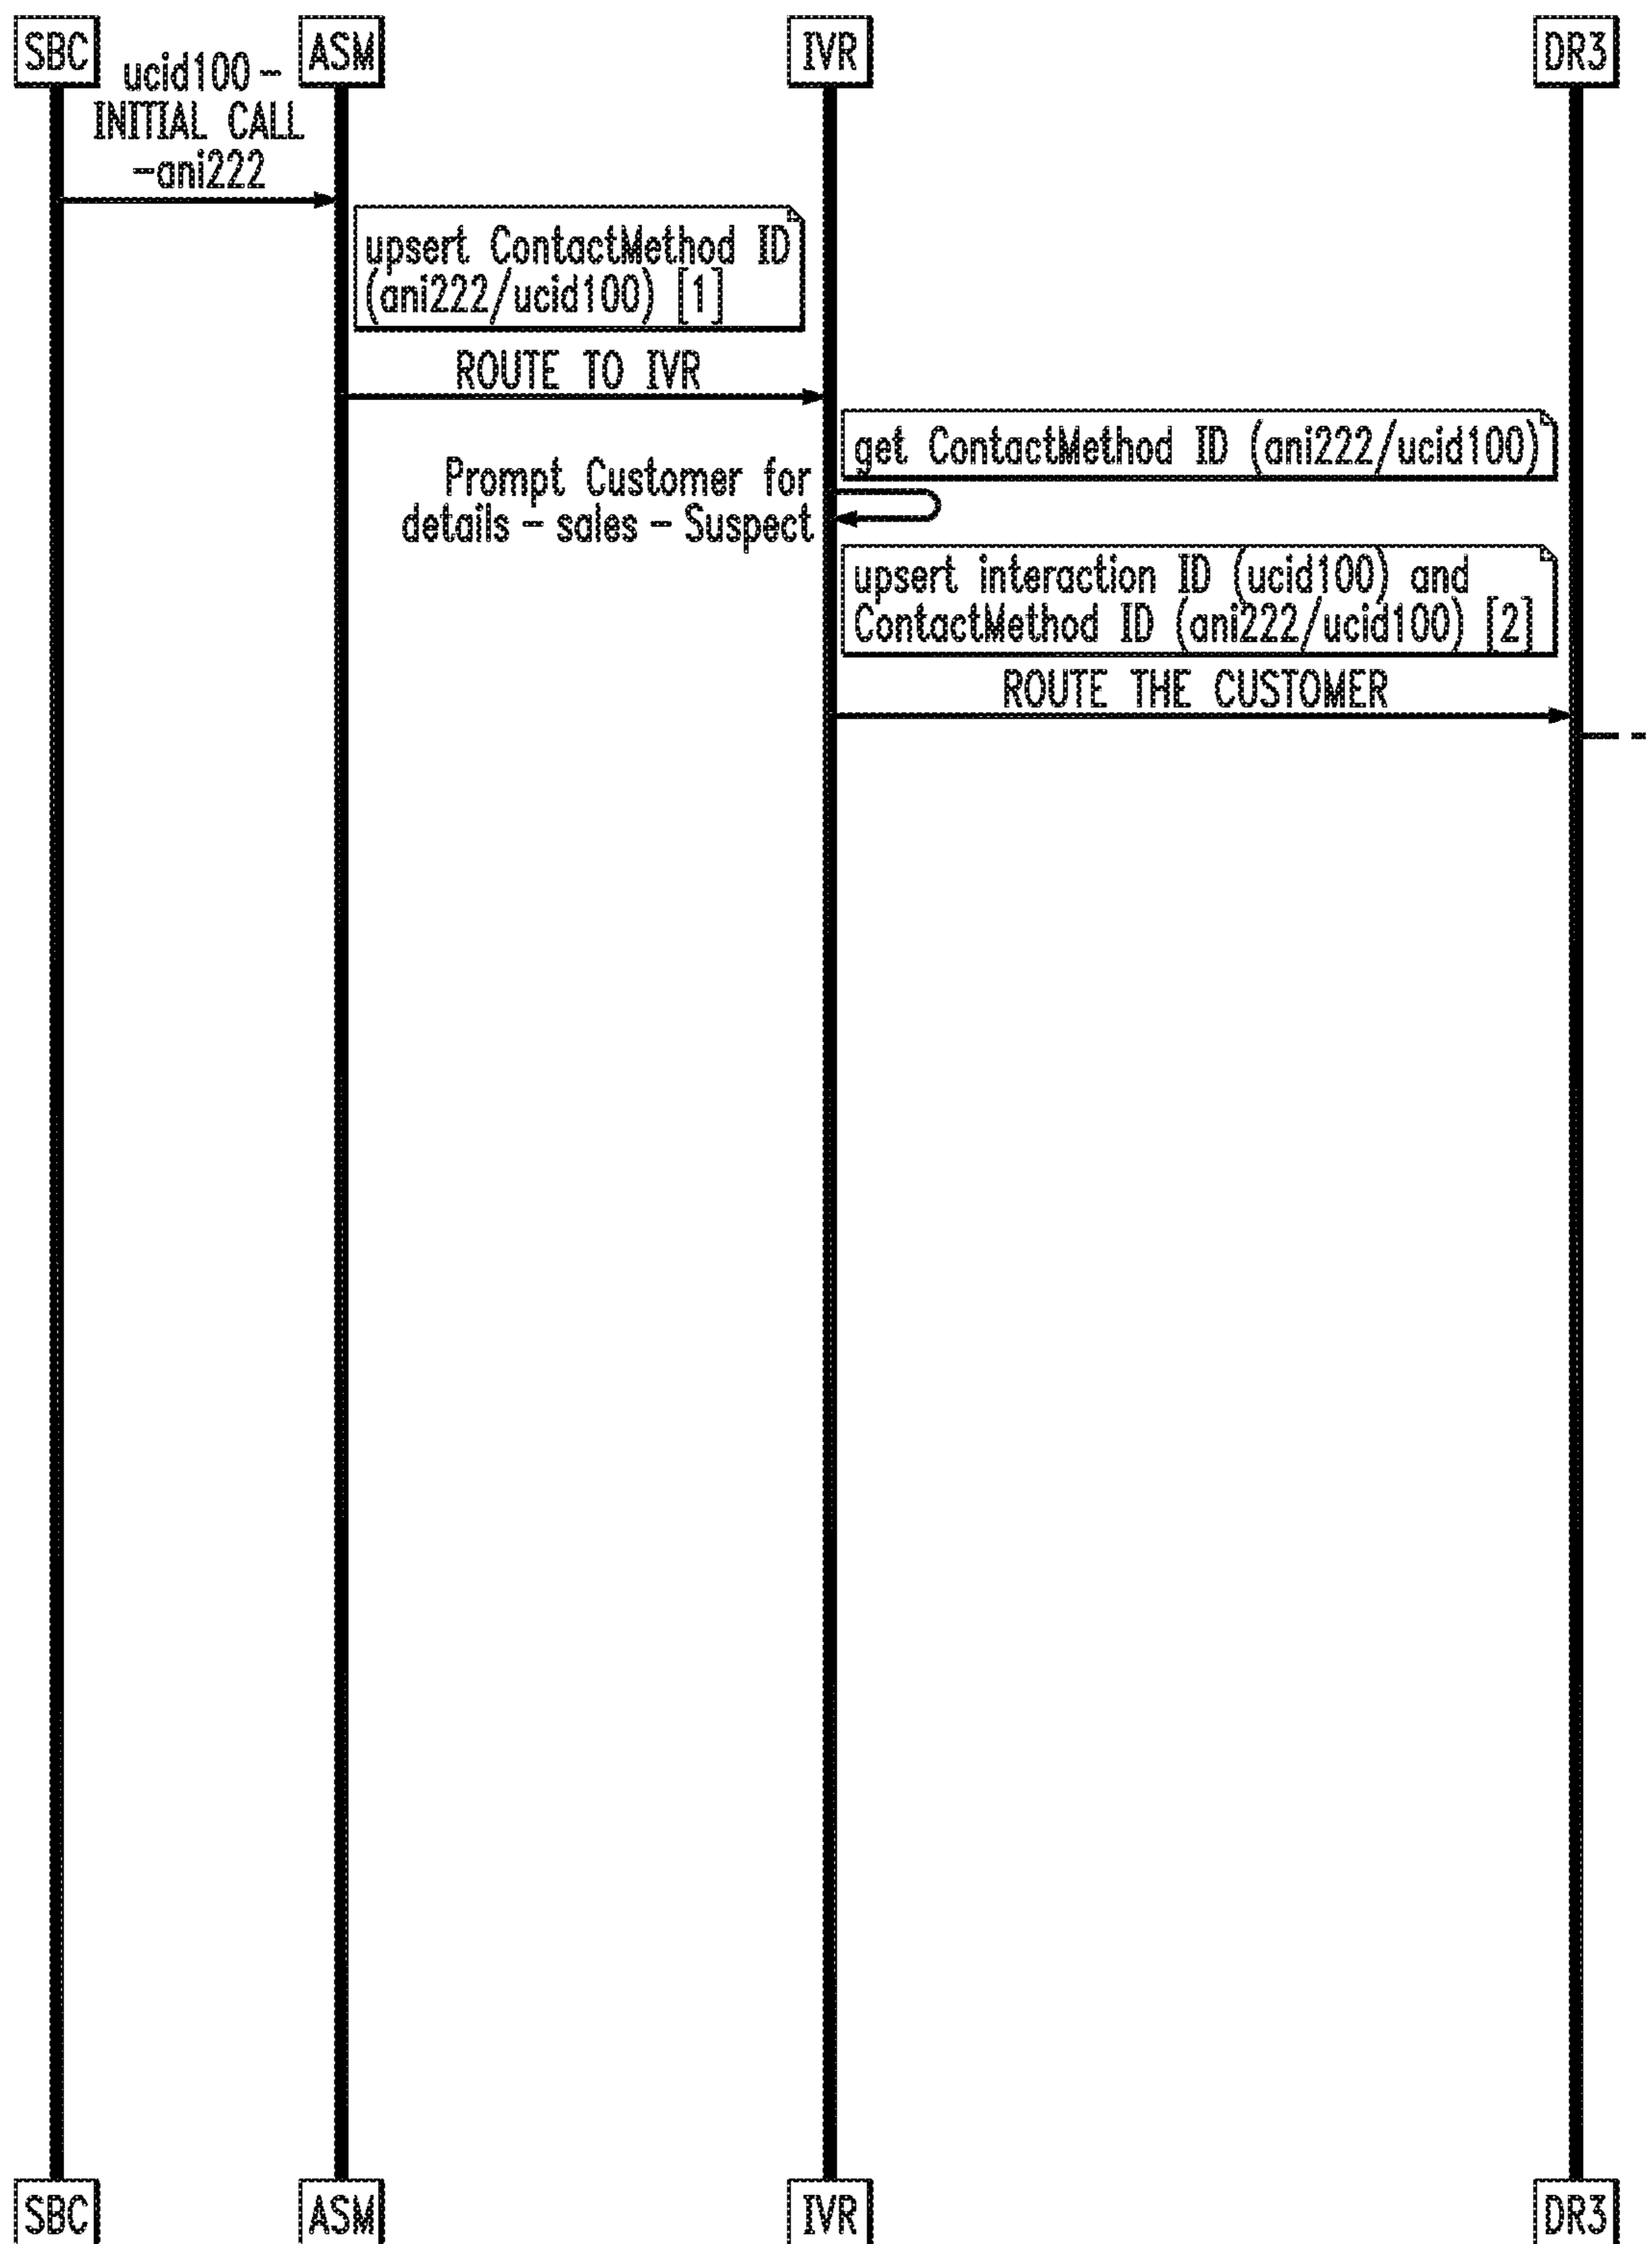 SBC
ASM
IVR
DR3
ucid100 -
INITIAL CALL
-ani222
upsert ContactMethod ID
(ani222/ucid100) [1]
ROUTE TO IVR
get ContactMethod ID (ani222/ucid100)
Prompt Customer for
details - sales - Suspect
upsert interaction ID (ucid100) and
ContactMethod ID (ani222/ucid100) [2]
ROUTE THE CUSTOMER
SBC
ASM
IVR
DR3